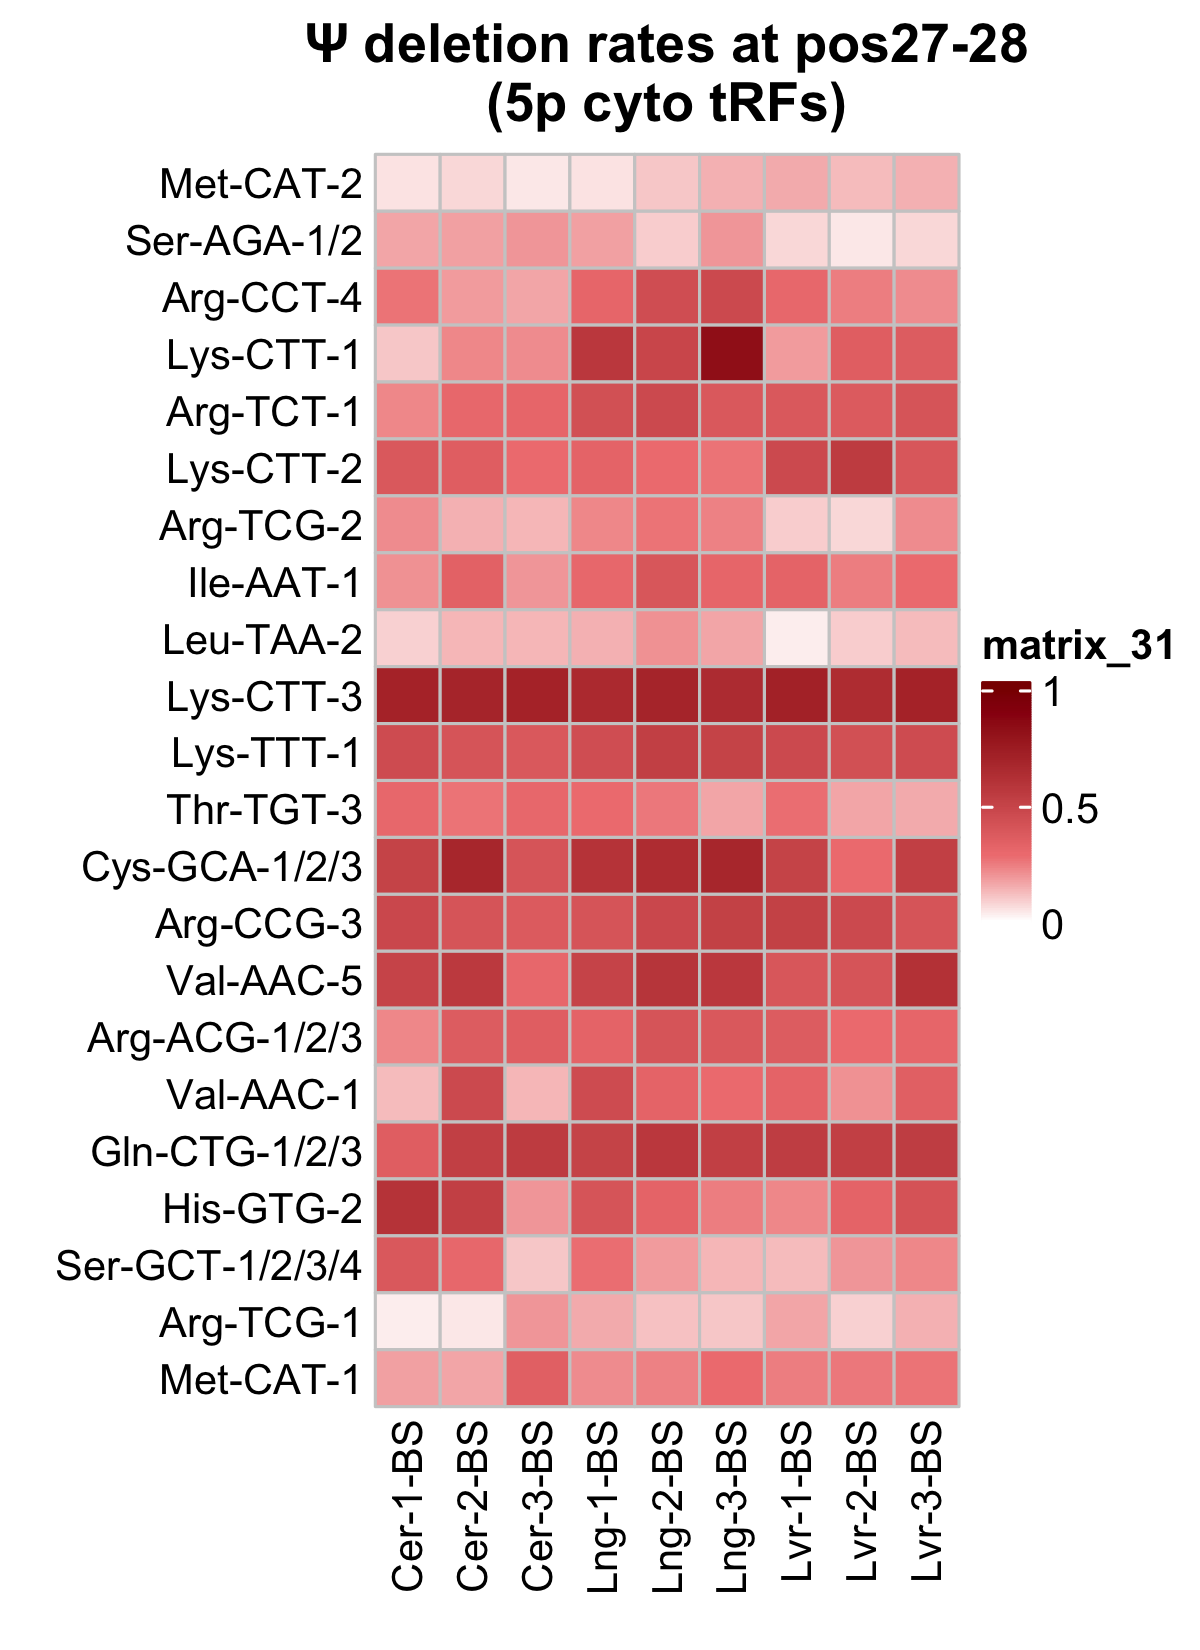 Ψ deletion rates at pos27-28
(5p cyto tRFs)
Met-CAT-2
Ser-AGA-1/2
Arg-CCT-4
Lys-CTT-1
Arg-TCT-1
Lys-CTT-2
Arg-TCG-2
Ile-AAT-1
Leu-TAA-2
Lys-CTT-3
Lys-TTT-1
Thr-TGT-3
Cys-GCA-1/2/3
Arg-CCG-3
Val-AAC-5
Arg-ACG-1/2/3
Val-AAC-1
Gln-CTG-1/2/3
His-GTG-2
Ser-GCT-1/2/3/4
Arg-TCG-1
Met-CAT-1
matrix_31
1
0.5
0
Cer-1-BS
Cer-2-BS
Cer-3-BS
Lng-1-BS
Lng-2-BS
Lng-3-BS
Lvr-1-BS
Lvr-2-BS
Lvr-3-BS